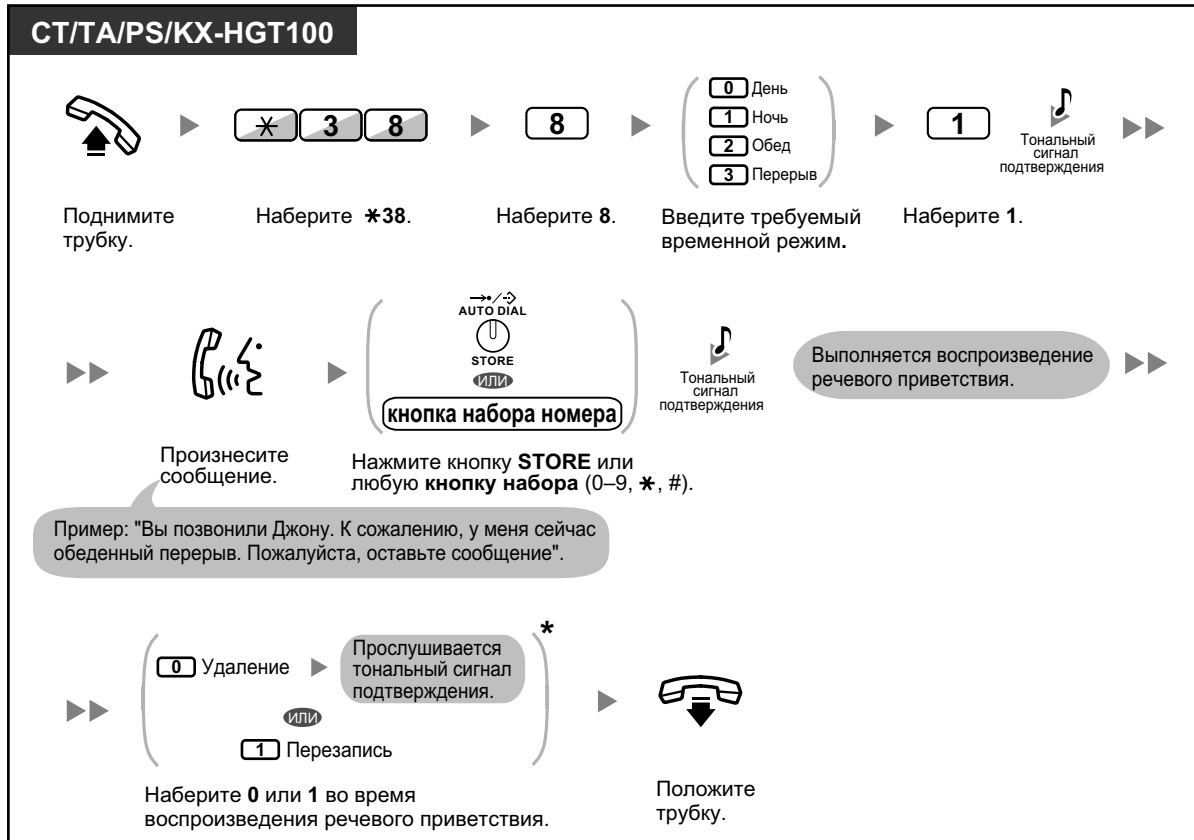 CT/TA/PS/KX-HGT100
✳ 3 8
8
0 День
1 Ночь
2 Обед
3 Перерыв
1
Тональный
сигнал
подтверждения
Поднимите
трубку.
Наберите ✳38.
Наберите 8.
Введите требуемый
временной режим.
Наберите 1.
AUTO DIAL
STORE
ИЛИ
кнопка набора номера
Тональный
сигнал
подтверждения
Выполняется воспроизведение
речевого приветствия.
Произнесите
сообщение.
Нажмите кнопку STORE или
любую кнопку набора (0–9, ✳, #).
Пример: "Вы позвонили Джону. К сожалению, у меня сейчас
обеденный перерыв. Пожалуйста, оставьте сообщение".
0 Удаление
Прослушивается
тональный сигнал
подтверждения.
*
ИЛИ
1 Перезапись
Наберите 0 или 1 во время
воспроизведения речевого приветствия.
Положите
трубку.